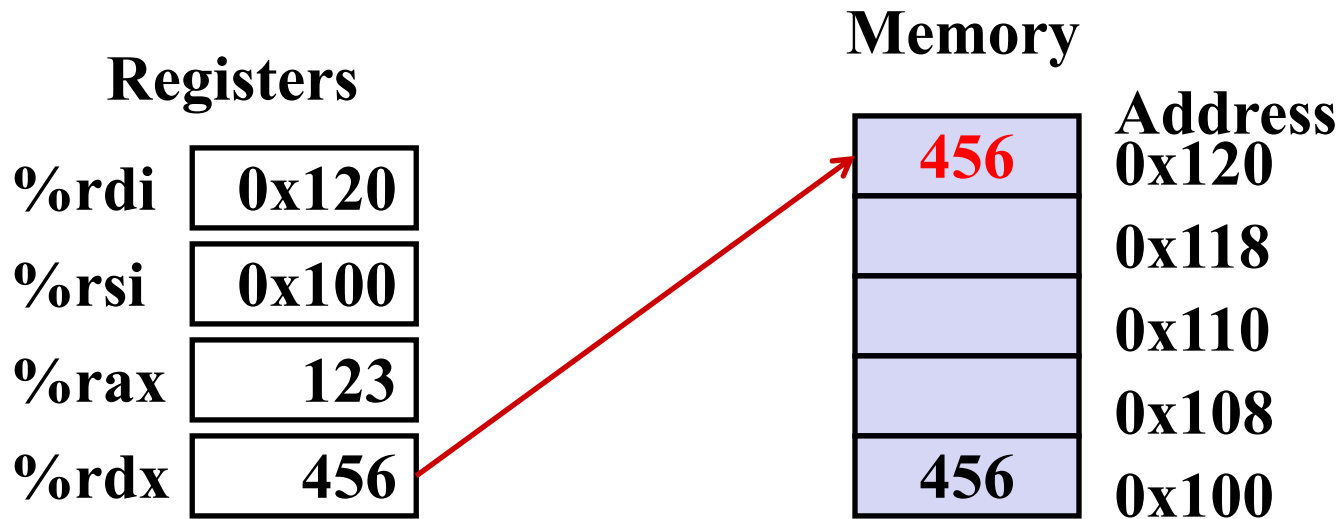 Registers
%rdi 0x120
%rsi 0x100
%rax 123
%rdx 456
Memory
Address
456 0x120
0x118
0x110
0x108
456 0x100